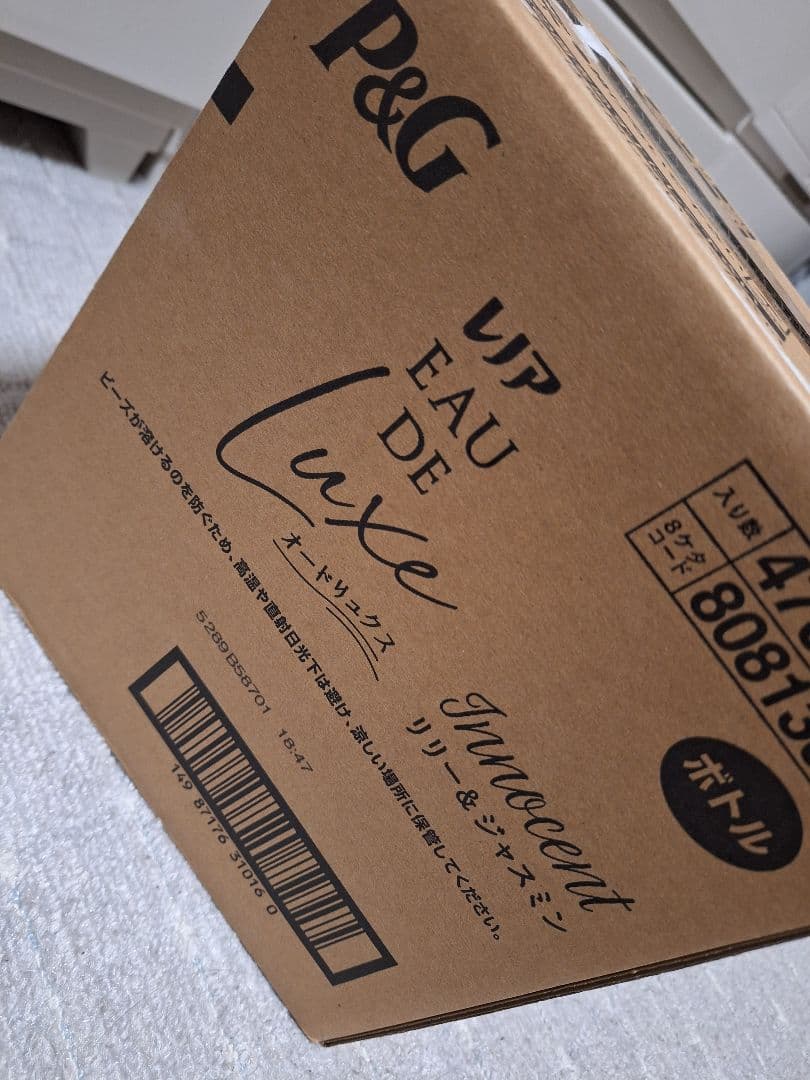 P&G
レノア
EAU
DE
Luxe
オードリュクス
Innocent
リリー&ジャスミン
ビーズが溶けるのを防ぐため、高温や直射日光下は避け、涼しい場所に保管してください。
入り数
8ケタ
コード
ボトル
5289B58701 18:47
149 87176 31016 0